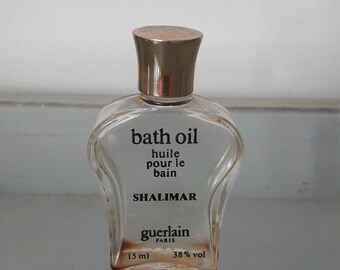 bath oil
huile
pour le
bain
SHALIMAR
guerlain
PARIS
15 ml 38% vol